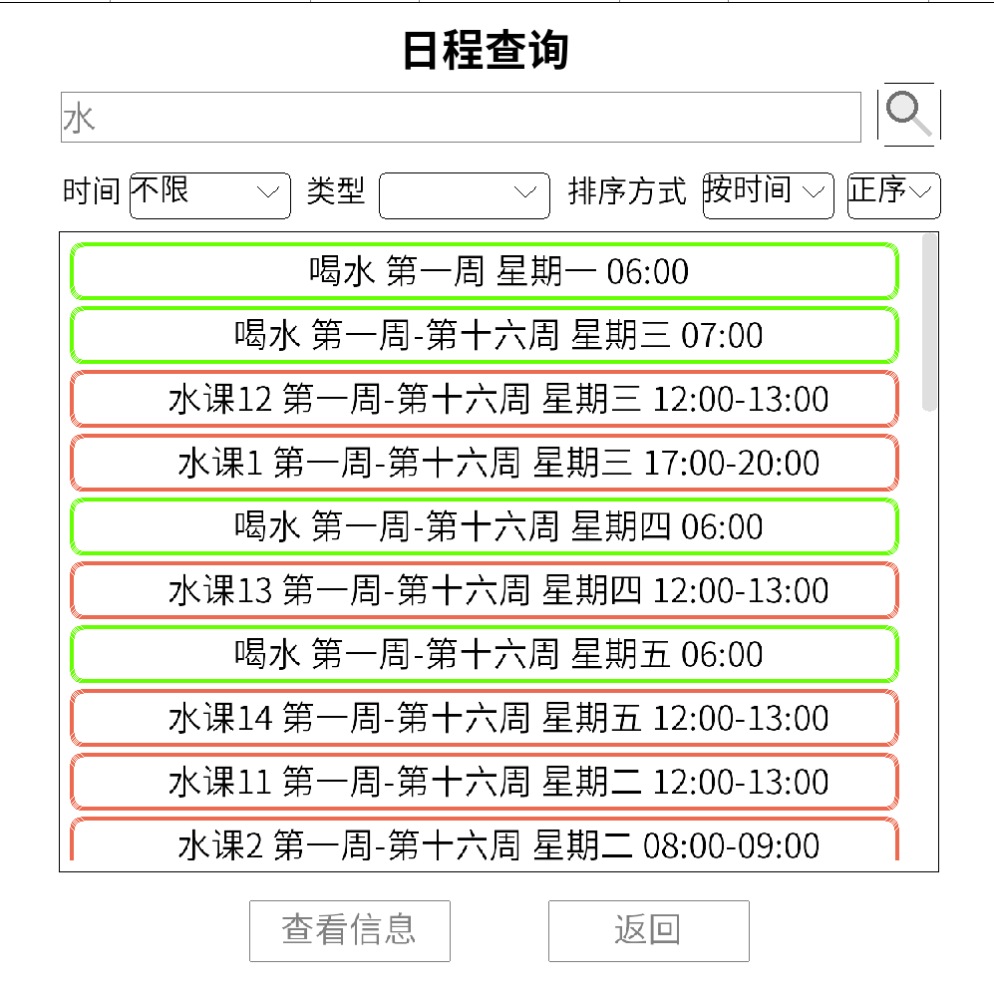 日程查询
水
时间 不限 类型 排序方式 按时间 正序
喝水 第一周 星期一 06:00
喝水 第一周-第十六周 星期三 07:00
水课12 第一周-第十六周 星期三 12:00-13:00
水课1 第一周-第十六周 星期三 17:00-20:00
喝水 第一周-第十六周 星期四 06:00
水课13 第一周-第十六周 星期四 12:00-13:00
喝水 第一周-第十六周 星期五 06:00
水课14 第一周-第十六周 星期五 12:00-13:00
水课11 第一周-第十六周 星期二 12:00-13:00
水课2 第一周-第十六周 星期二 08:00-09:00
查看信息 返回